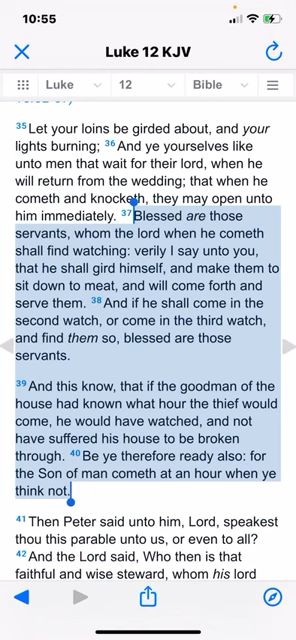 10:55
Luke 12 KJV
Luke 12 Bible
35 Let your loins be girded about, and your
lights burning; 36 And ye yourselves like
unto men that wait for their lord, when he
will return from the wedding; that when he
cometh and knocketh, they may open unto
him immediately. 37 Blessed are those
servants, whom the lord when he cometh
shall find watching: verily I say unto you,
that he shall gird himself, and make them to
sit down to meat, and will come forth and
serve them. 38 And if he shall come in the
second watch, or come in the third watch,
and find them so, blessed are those
servants.
39 And this know, that if the goodman of the
house had known what hour the thief would
come, he would have watched, and not
have suffered his house to be broken
through. 40 Be ye therefore ready also: for
the Son of man cometh at an hour when ye
think not.
41 Then Peter said unto him, Lord, speakest
thou this parable unto us, or even to all?
42 And the Lord said, Who then is that
faithful and wise steward, whom his lord